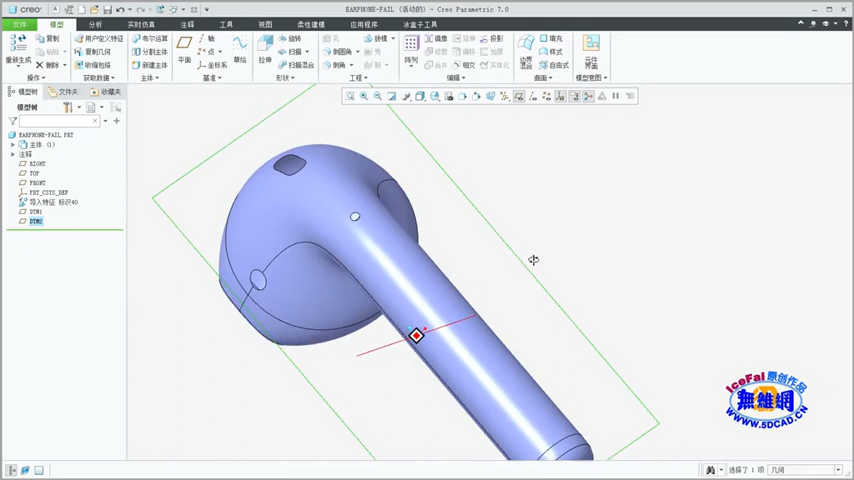 creo
EARPHONE-FAIL (活动的) - Creo Parametric 7.0
文件 模型 分析 实时仿真 注释 工具 视图 柔性建模 应用程序 冰盒子工具
重新生成 复制 粘贴 删除
用户定义特征 复制几何 收缩包络
布尔运算 分割主体 新建主体
平面 轴 点 坐标系 草绘
拉伸 旋转 扫描 扫描混合
孔 倒圆角 倒角 拔模 壳 筋
阵列 镜像 修剪 合并 延伸 偏移 相交 投影 加厚 实体化
边界混合 填充 样式 自由式
元件界面
操作 获取数据 主体 基准 形状 工程 编辑 曲面 模型意图
模型树 文件夹 收藏夹
模型树
EARPHONE-FAIL.PRT
主体 (1)
注释
RIGHT
TOP
FRONT
PRT_CSYS_DEF
导入特征 标识40
DTM1
DTM2
IceFai 原创作品
無維網
WWW.5DCAD.CN
选择了 1 项 几何